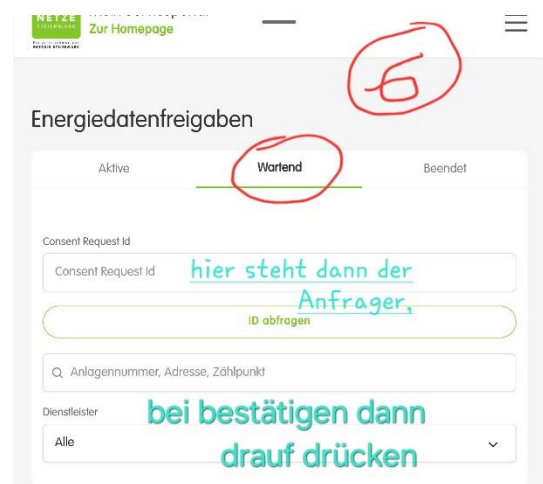 NETZE
STEIERMARK
Zur Homepage
6
Energiedatenfreigaben
Aktive
Wartend
Beendet
Consent Request Id
Consent Request Id
hier steht dann der
Anfrager,
ID abfragen
Anlagennummer, Adresse, Zählpunkt
Dienstleister
bei bestätigen dann
Alle
drauf drücken